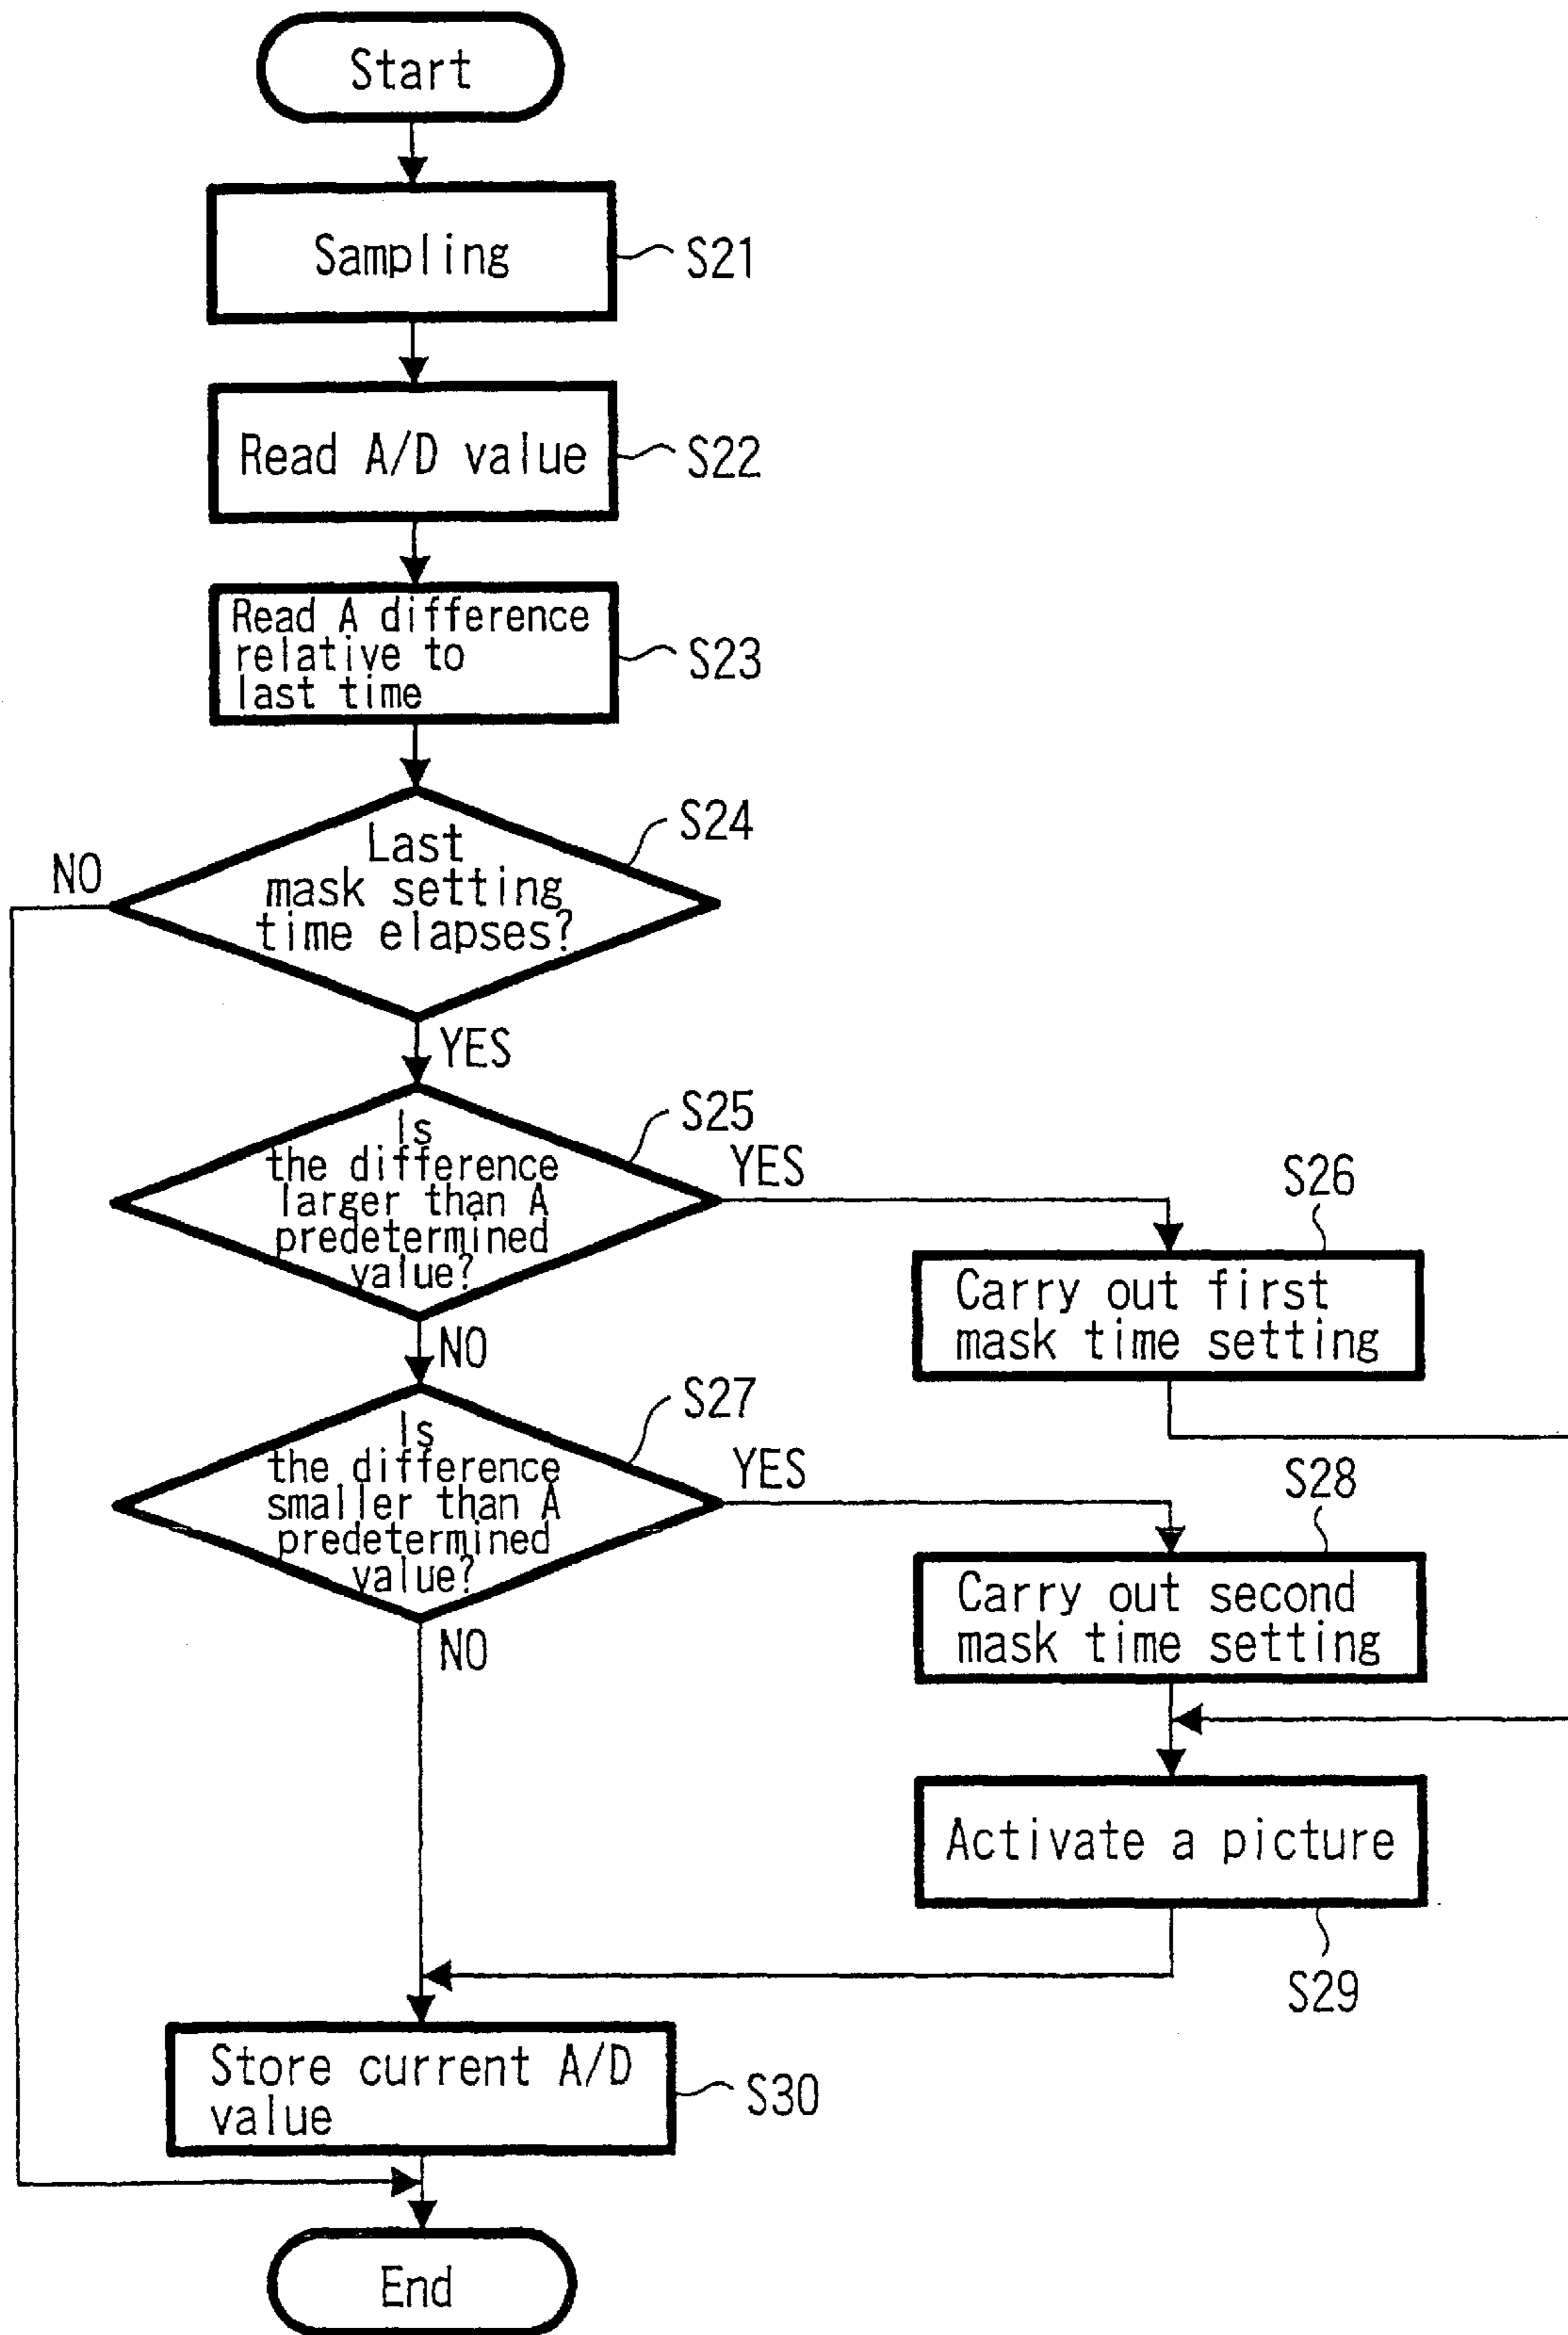 Start
Sampling
S21
Read A/D value
S22
Read A difference
relative to
last time
S23
S24
Last
mask setting
time elapses?
NO
YES
S25
Is
the difference
larger than A
predetermined
value?
YES
S26
Carry out first
mask time setting
NO
S27
Is
the difference
smaller than A
predetermined
value?
YES
S28
Carry out second
mask time setting
NO
Activate a picture
S29
Store current A/D
value
S30
End